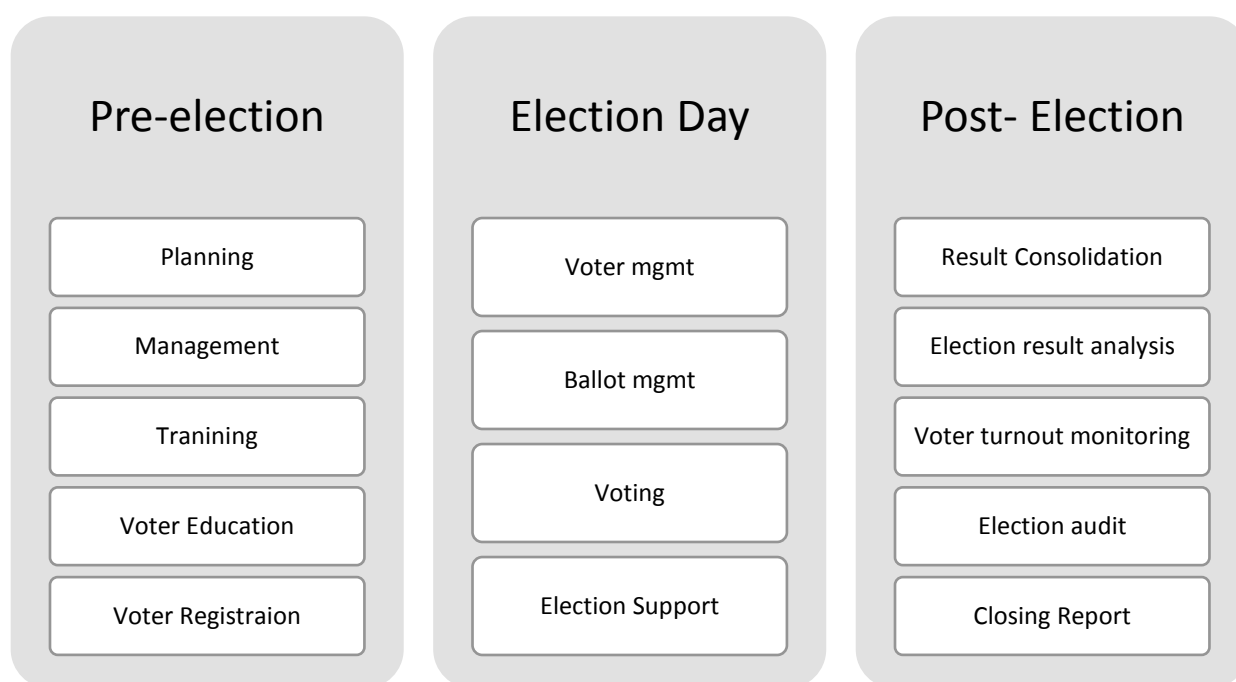 Pre-election
Planning
Management
Tranining
Voter Education
Voter Registraion
Election Day
Voter mgmt
Ballot mgmt
Voting
Election Support
Post- Election
Result Consolidation
Election result analysis
Voter turnout monitoring
Election audit
Closing Report